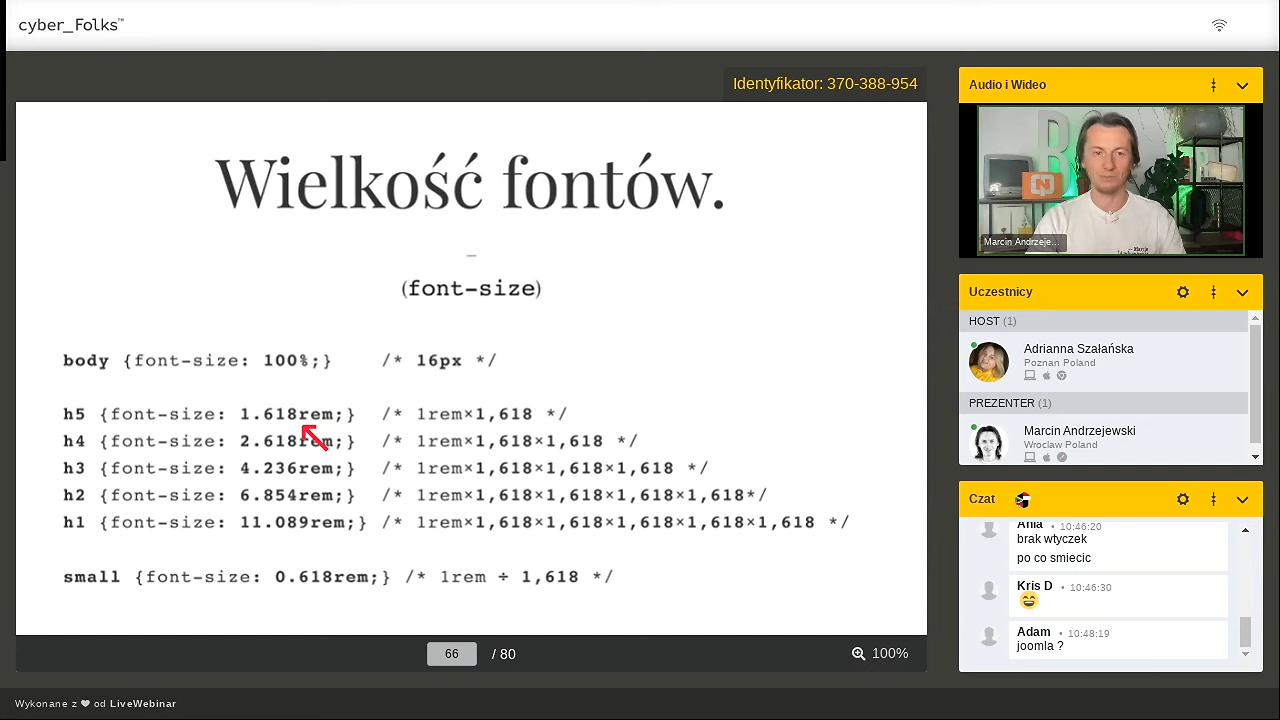 cyber_Folks™
Identyfikator: 370-388-954
Wielkość fontów.
–
(font-size)
body {font-size: 100%;} /* 16px */
h5 {font-size: 1.618rem;} /* 1rem×1,618 */
h4 {font-size: 2.618rem;} /* 1rem×1,618×1,618 */
h3 {font-size: 4.236rem;} /* 1rem×1,618×1,618×1,618 */
h2 {font-size: 6.854rem;} /* 1rem×1,618×1,618×1,618×1,618*/
h1 {font-size: 11.089rem;} /* 1rem×1,618×1,618×1,618×1,618×1,618 */
small {font-size: 0.618rem;} /* 1rem ÷ 1,618 */
66 / 80
100%
Audio i Wideo
Marcin Andrzeje...
Uczestnicy
HOST (1)
Adrianna Szałańska
Poznan Poland
PREZENTER (1)
Marcin Andrzejewski
Wroclaw Poland
Czat
Ania • 10:46:20
brak wtyczek
po co smiecic
Kris D • 10:46:30
Adam • 10:48:19
joomla ?
Wykonane z ❤ od LiveWebinar